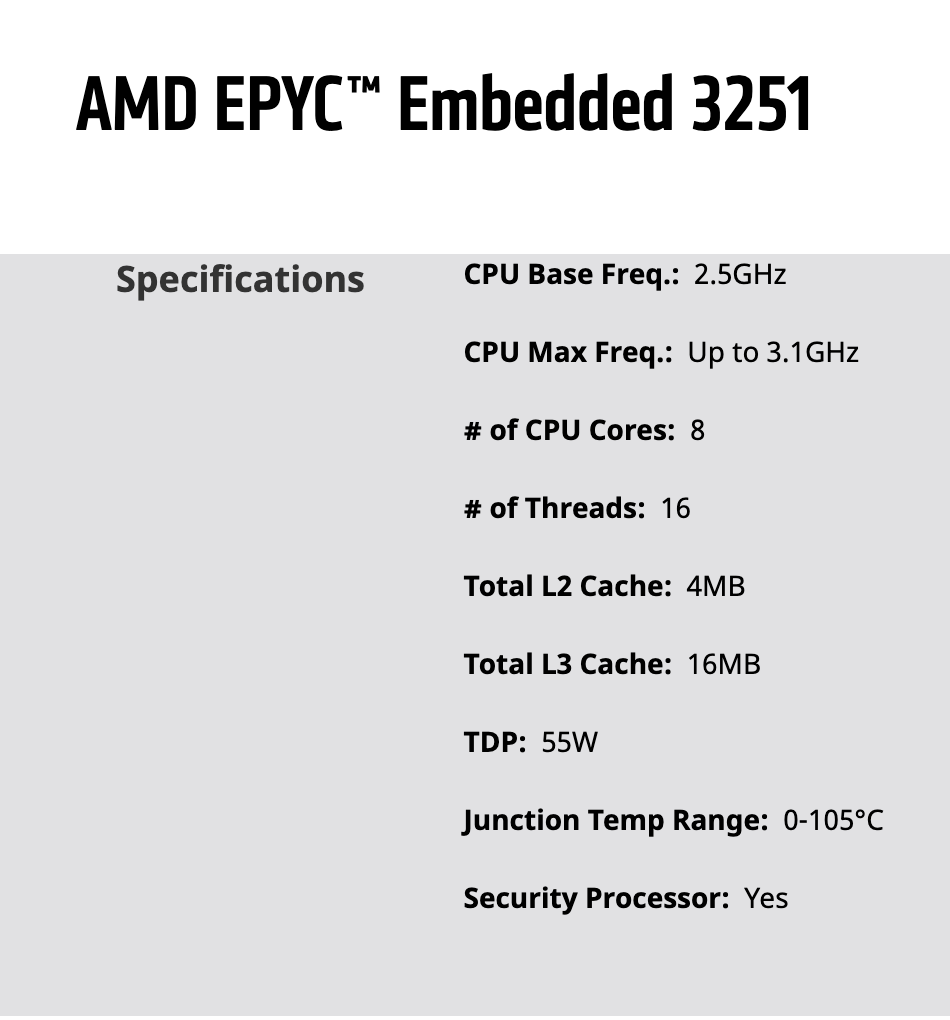 AMD EPYC™ Embedded 3251
Specifications
CPU Base Freq.: 2.5GHz
CPU Max Freq.: Up to 3.1GHz
# of CPU Cores: 8
# of Threads: 16
Total L2 Cache: 4MB
Total L3 Cache: 16MB
TDP: 55W
Junction Temp Range: 0-105°C
Security Processor: Yes